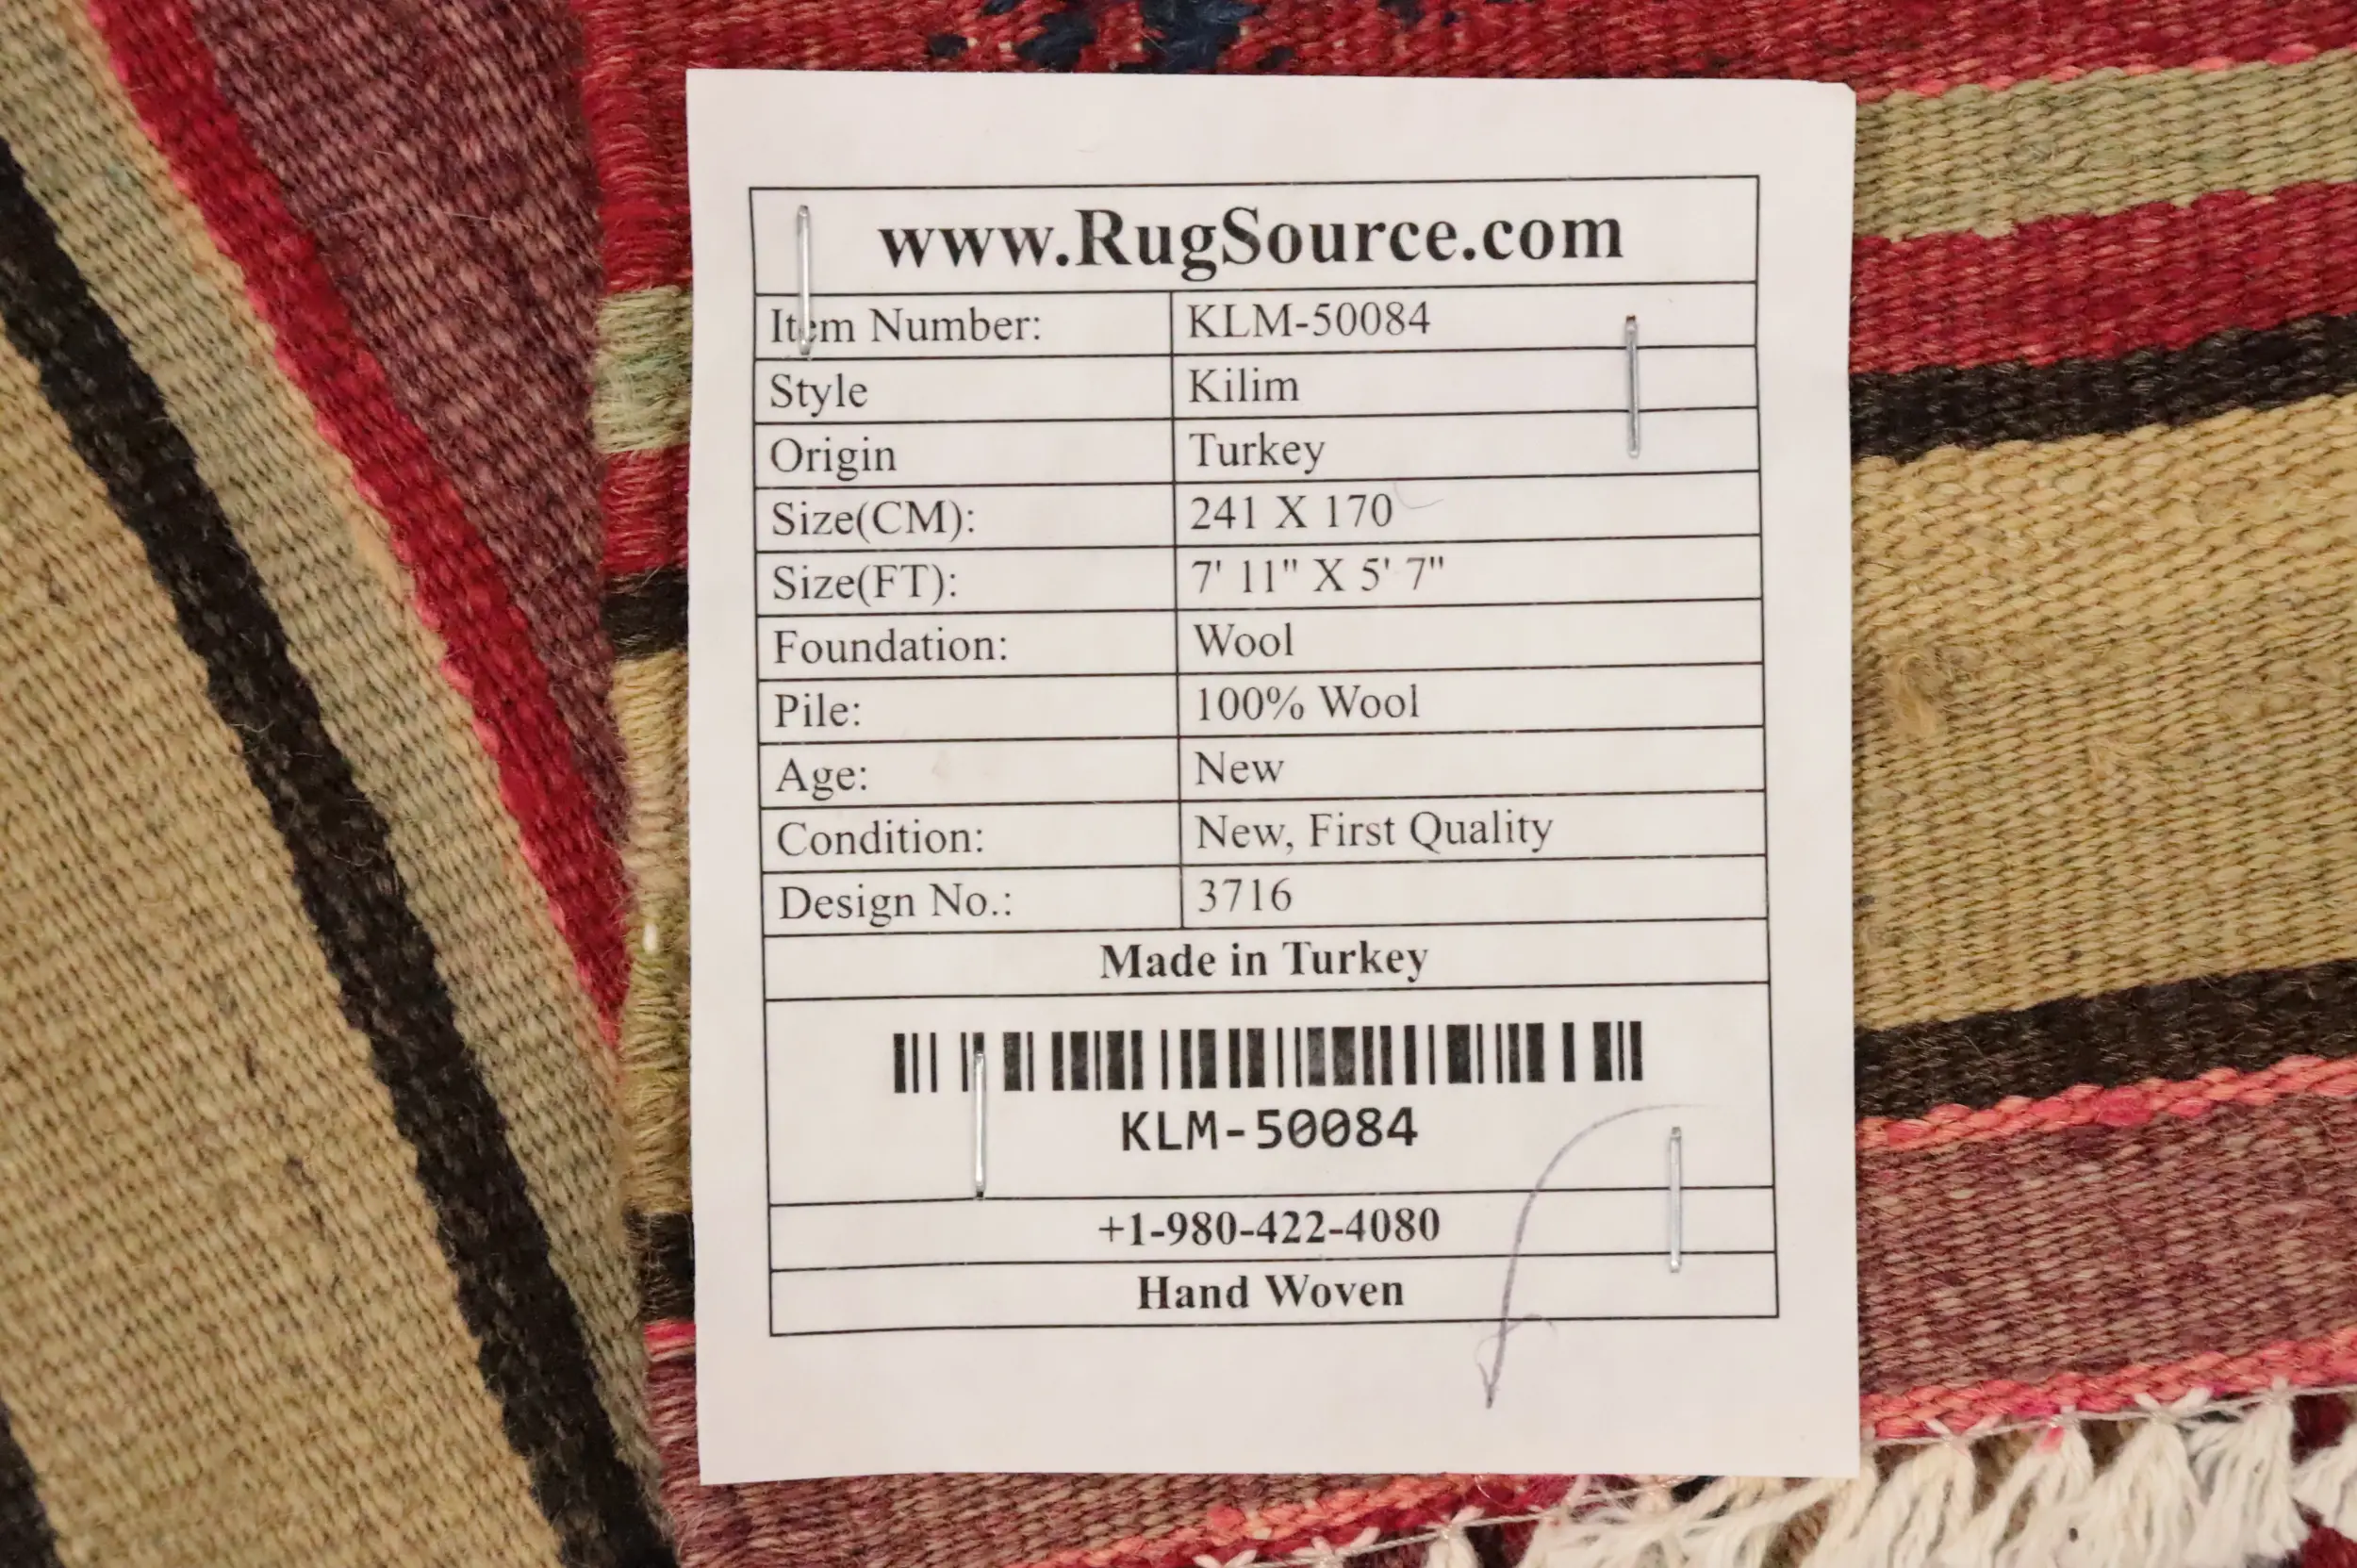 www.RugSource.com
Item Number: KLM-50084
Style Kilim
Origin Turkey
Size(CM): 241 X 170
Size(FT): 7' 11" X 5' 7"
Foundation: Wool
Pile: 100% Wool
Age: New
Condition: New, First Quality
Design No.: 3716
Made in Turkey
KLM-50084
+1-980-422-4080
Hand Woven